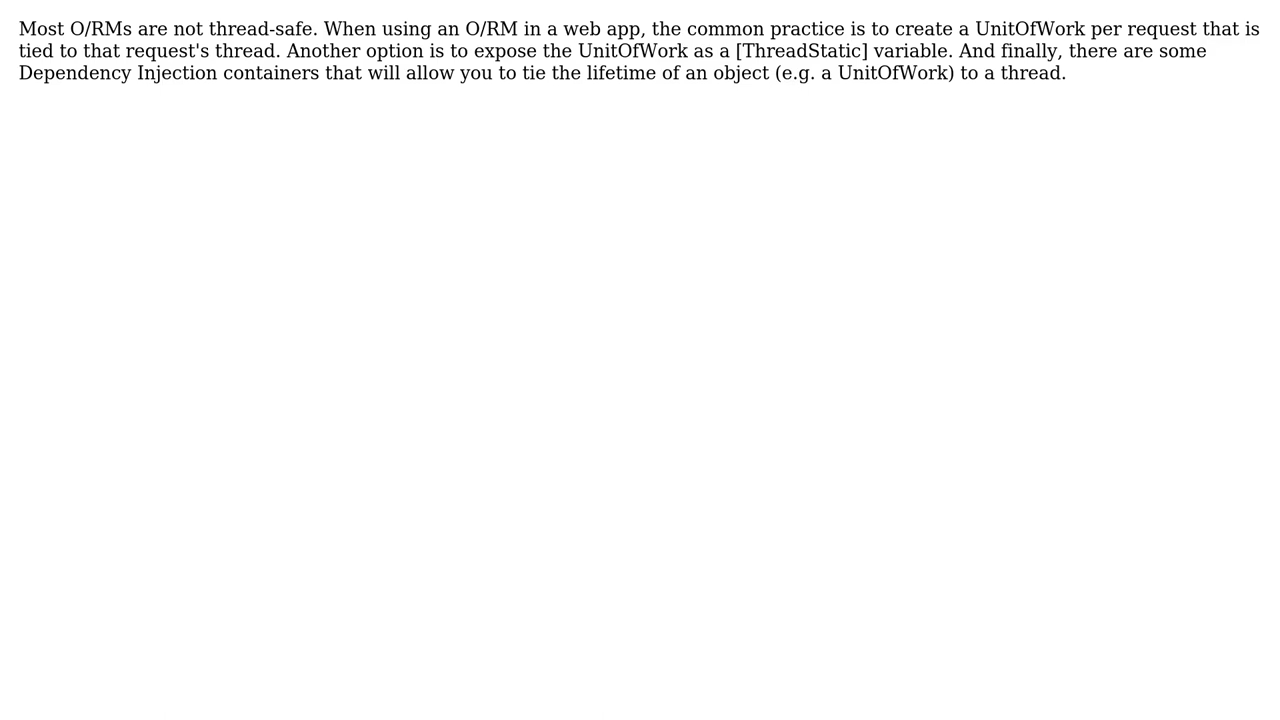 Most O/RMs are not thread-safe. When using an O/RM in a web app, the common practice is to create a UnitOfWork per request that is
tied to that request's thread. Another option is to expose the UnitOfWork as a [ThreadStatic] variable. And finally, there are some
Dependency Injection containers that will allow you to tie the lifetime of an object (e.g. a UnitOfWork) to a thread.